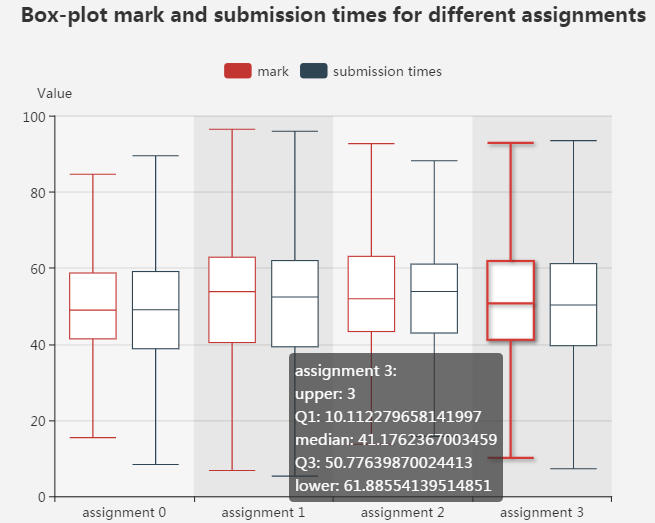 Box-plot mark and submission times for different assignments
mark submission times
Value
100
80
60
40
20
0
assignment 3:
upper: 3
Q1: 10.112279658141997
median: 41.1762367003459
Q3: 50.77639870024413
lower: 61.88554139514851
assignment 0 assignment 1 assignment 2 assignment 3